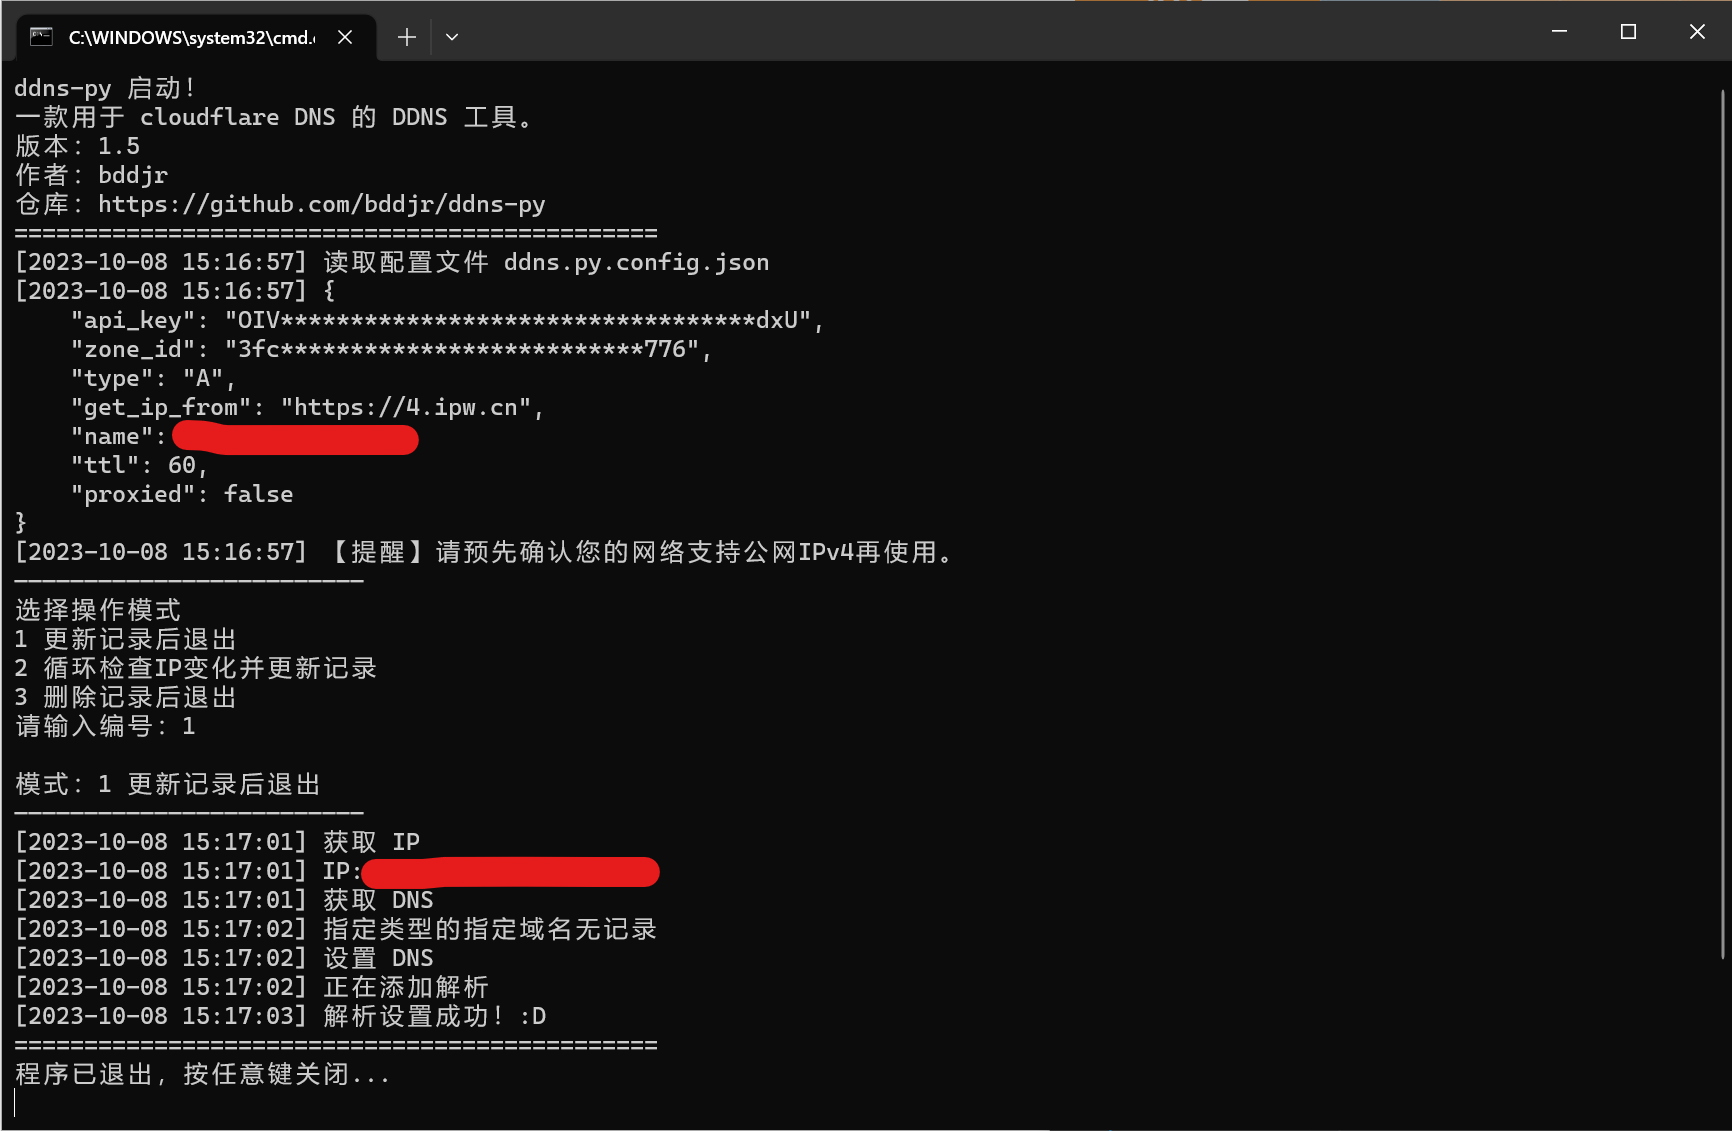 C:\WINDOWS\system32\cmd.
ddns-py 启动!
一款用于 cloudflare DNS 的 DDNS 工具。
版本: 1.5
作者: bddjr
仓库: https://github.com/bddjr/ddns-py
==============================================
[2023-10-08 15:16:57] 读取配置文件 ddns.py.config.json
[2023-10-08 15:16:57] {
    "api_key": "OIV**********************************dxU",
    "zone_id": "3fc**************************776",
    "type": "A",
    "get_ip_from": "https://4.ipw.cn",
    "name":
    "ttl": 60,
    "proxied": false
}
[2023-10-08 15:16:57] 【提醒】请预先确认您的网络支持公网IPv4再使用。
-------------------------
选择操作模式
1 更新记录后退出
2 循环检查IP变化并更新记录
3 删除记录后退出
请输入编号: 1
模式: 1 更新记录后退出
-------------------------
[2023-10-08 15:17:01] 获取 IP
[2023-10-08 15:17:01] IP:
[2023-10-08 15:17:01] 获取 DNS
[2023-10-08 15:17:02] 指定类型的指定域名无记录
[2023-10-08 15:17:02] 设置 DNS
[2023-10-08 15:17:02] 正在添加解析
[2023-10-08 15:17:03] 解析设置成功! :D
==============================================
程序已退出, 按任意键关闭...